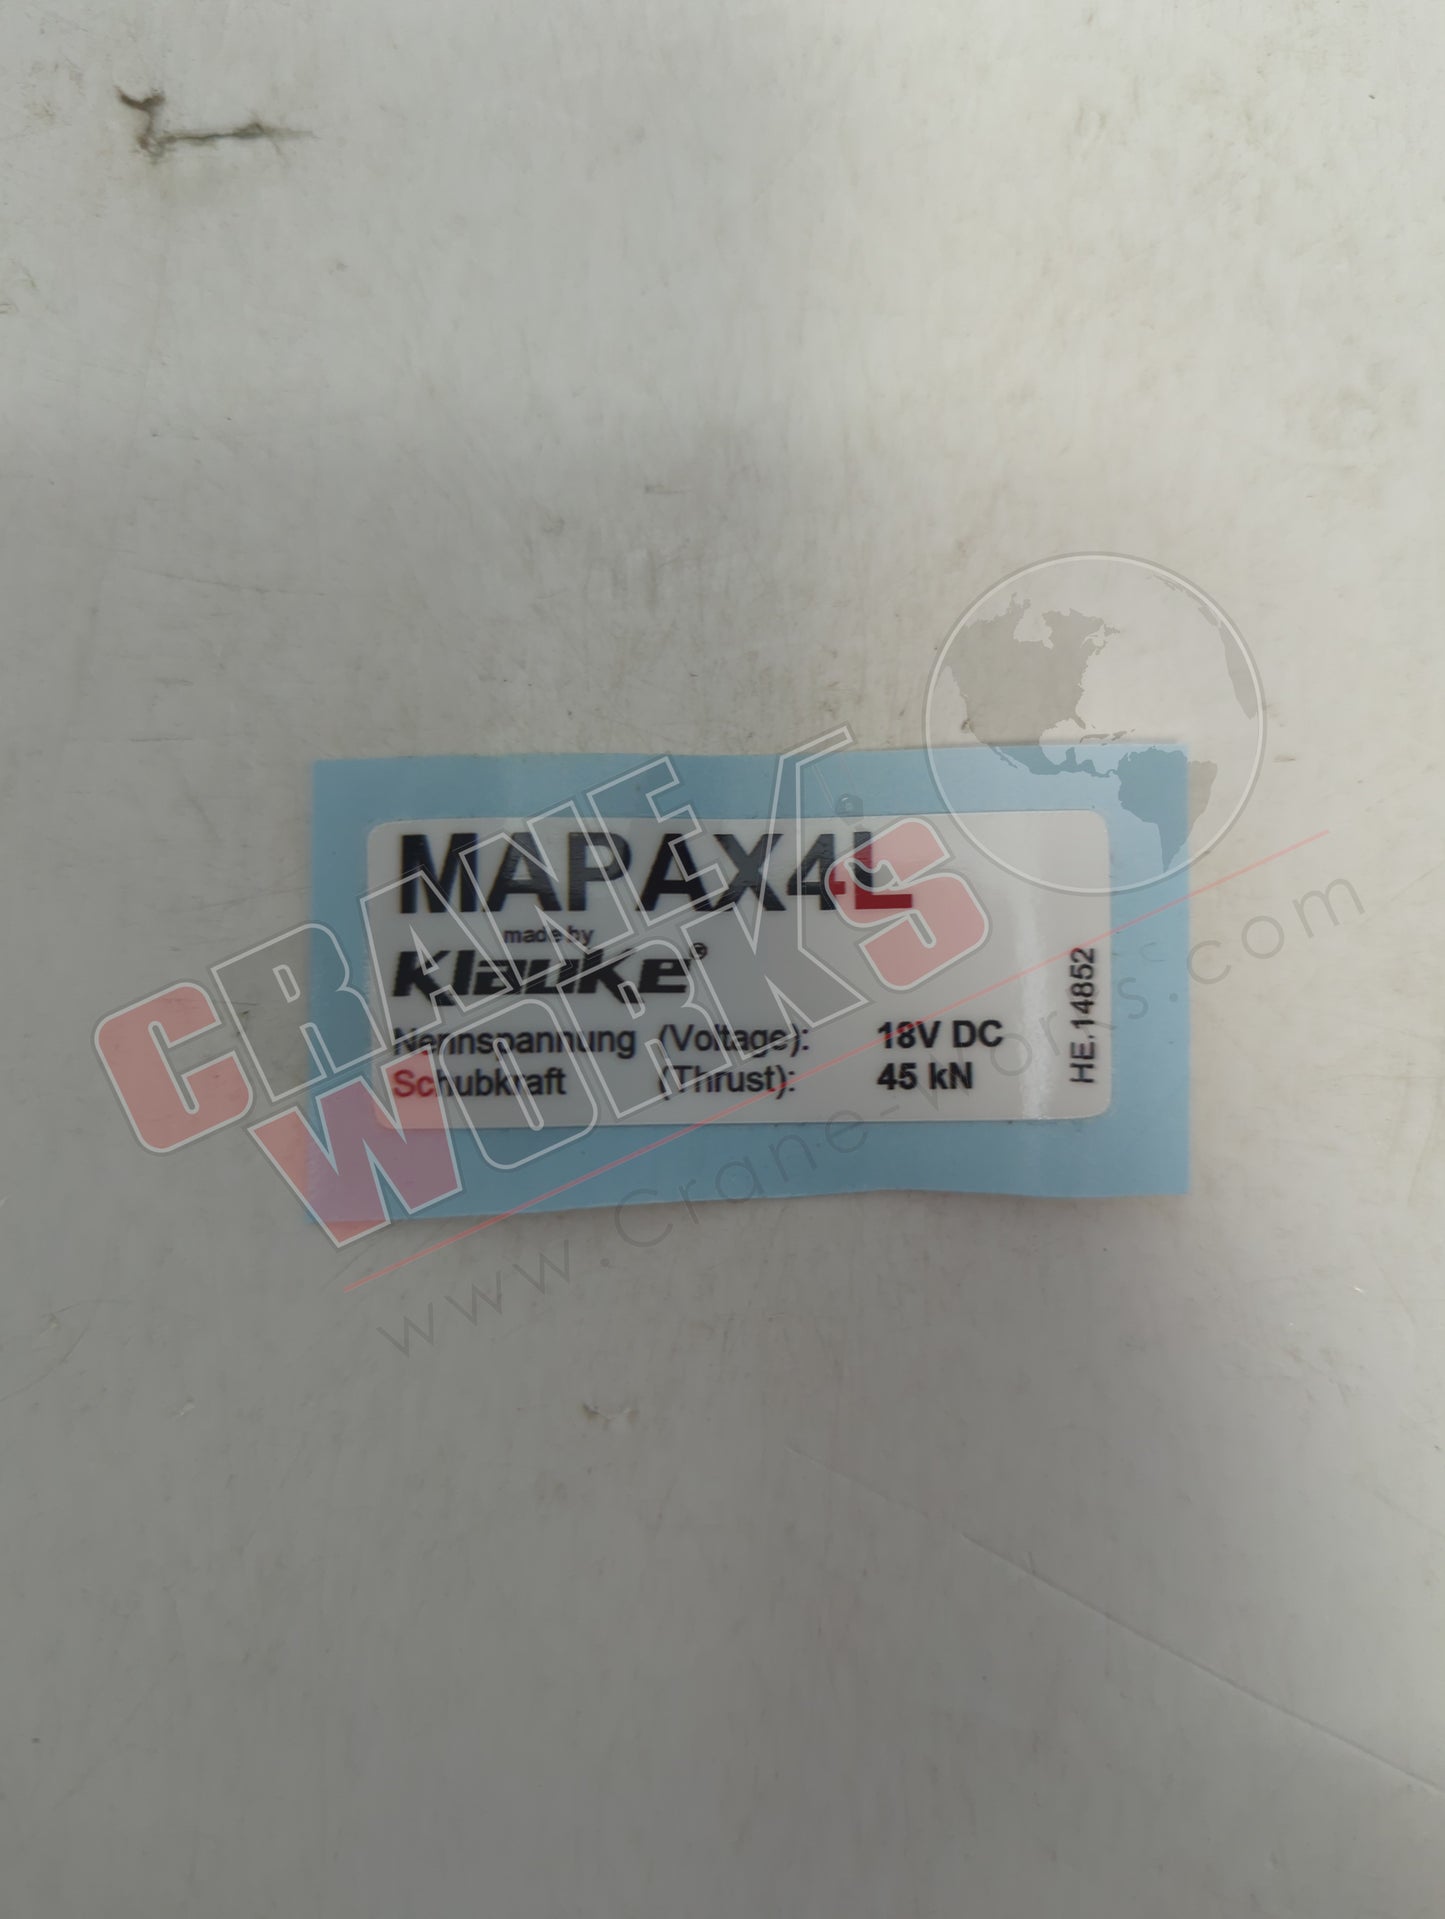 MAPAX4L
made by
Klauke®
Nennspannung (Voltage): 18V DC
Schubkraft (Thrust): 45 kN
HE.14852
CRANE
WORKS
www.Crane-Works.com